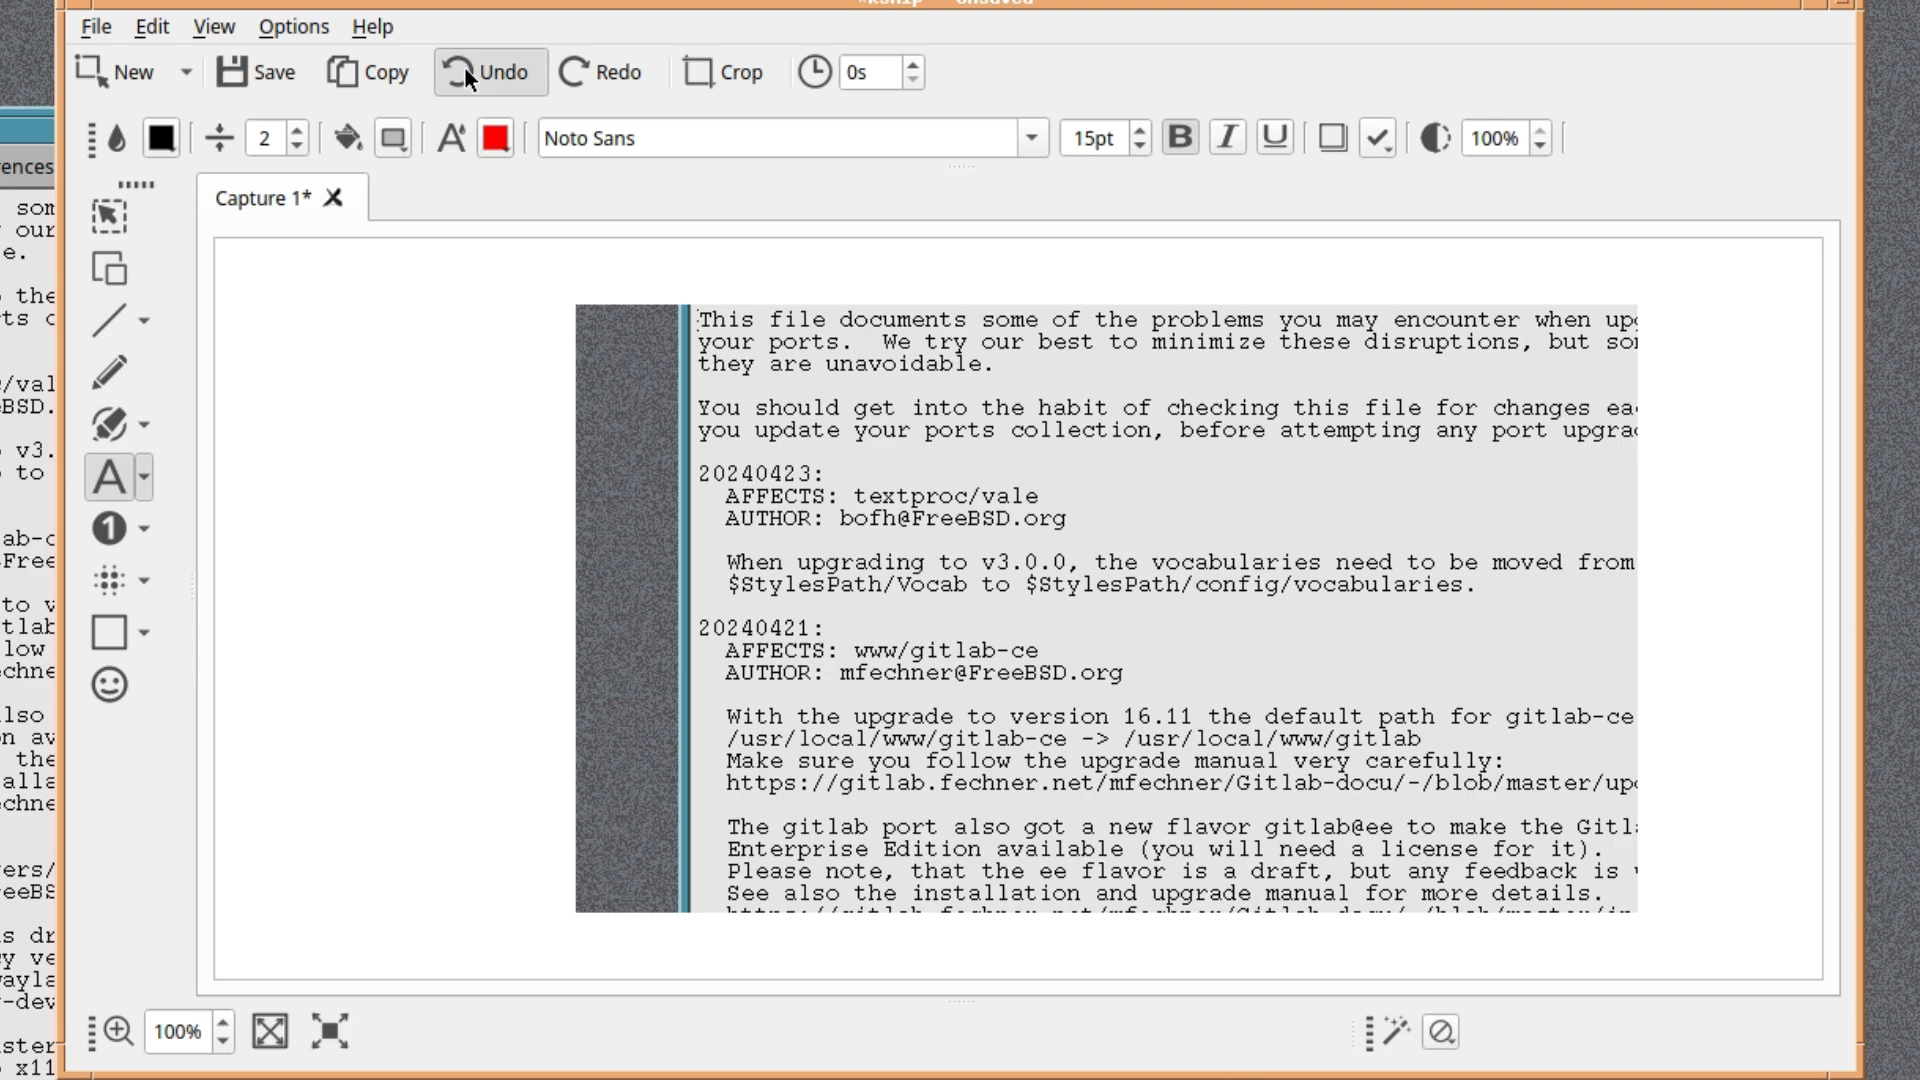 File Edit View Options Help
New Save Copy Undo Redo Crop 0s
2 Noto Sans 15pt B I U 100%
Capture 1*
This file documents some of the problems you may encounter when
your ports.  We try our best to minimize these disruptions, but
they are unavoidable.
You should get into the habit of checking this file for changes
you update your ports collection, before attempting any port
20240423:
AFFECTS: textproc/vale
AUTHOR: bofh@FreeBSD.org
When upgrading to v3.0.0, the vocabularies need to be moved from
$StylesPath/Vocab to $StylesPath/config/vocabularies.
20240421:
AFFECTS: www/gitlab-ce
AUTHOR: mfechner@FreeBSD.org
With the upgrade to version 16.11 the default path for gitlab-ce
/usr/local/www/gitlab-ce -> /usr/local/www/gitlab
Make sure you follow the upgrade manual very carefully:
https://gitlab.fechner.net/mfechner/Gitlab-docu/-/blob/master/
The gitlab port also got a new flavor gitlab@ee to make the
Enterprise Edition available (you will need a license for it).
Please note, that the ee flavor is a draft, but any feedback is
See also the installation and upgrade manual for more details.
A
1
100%